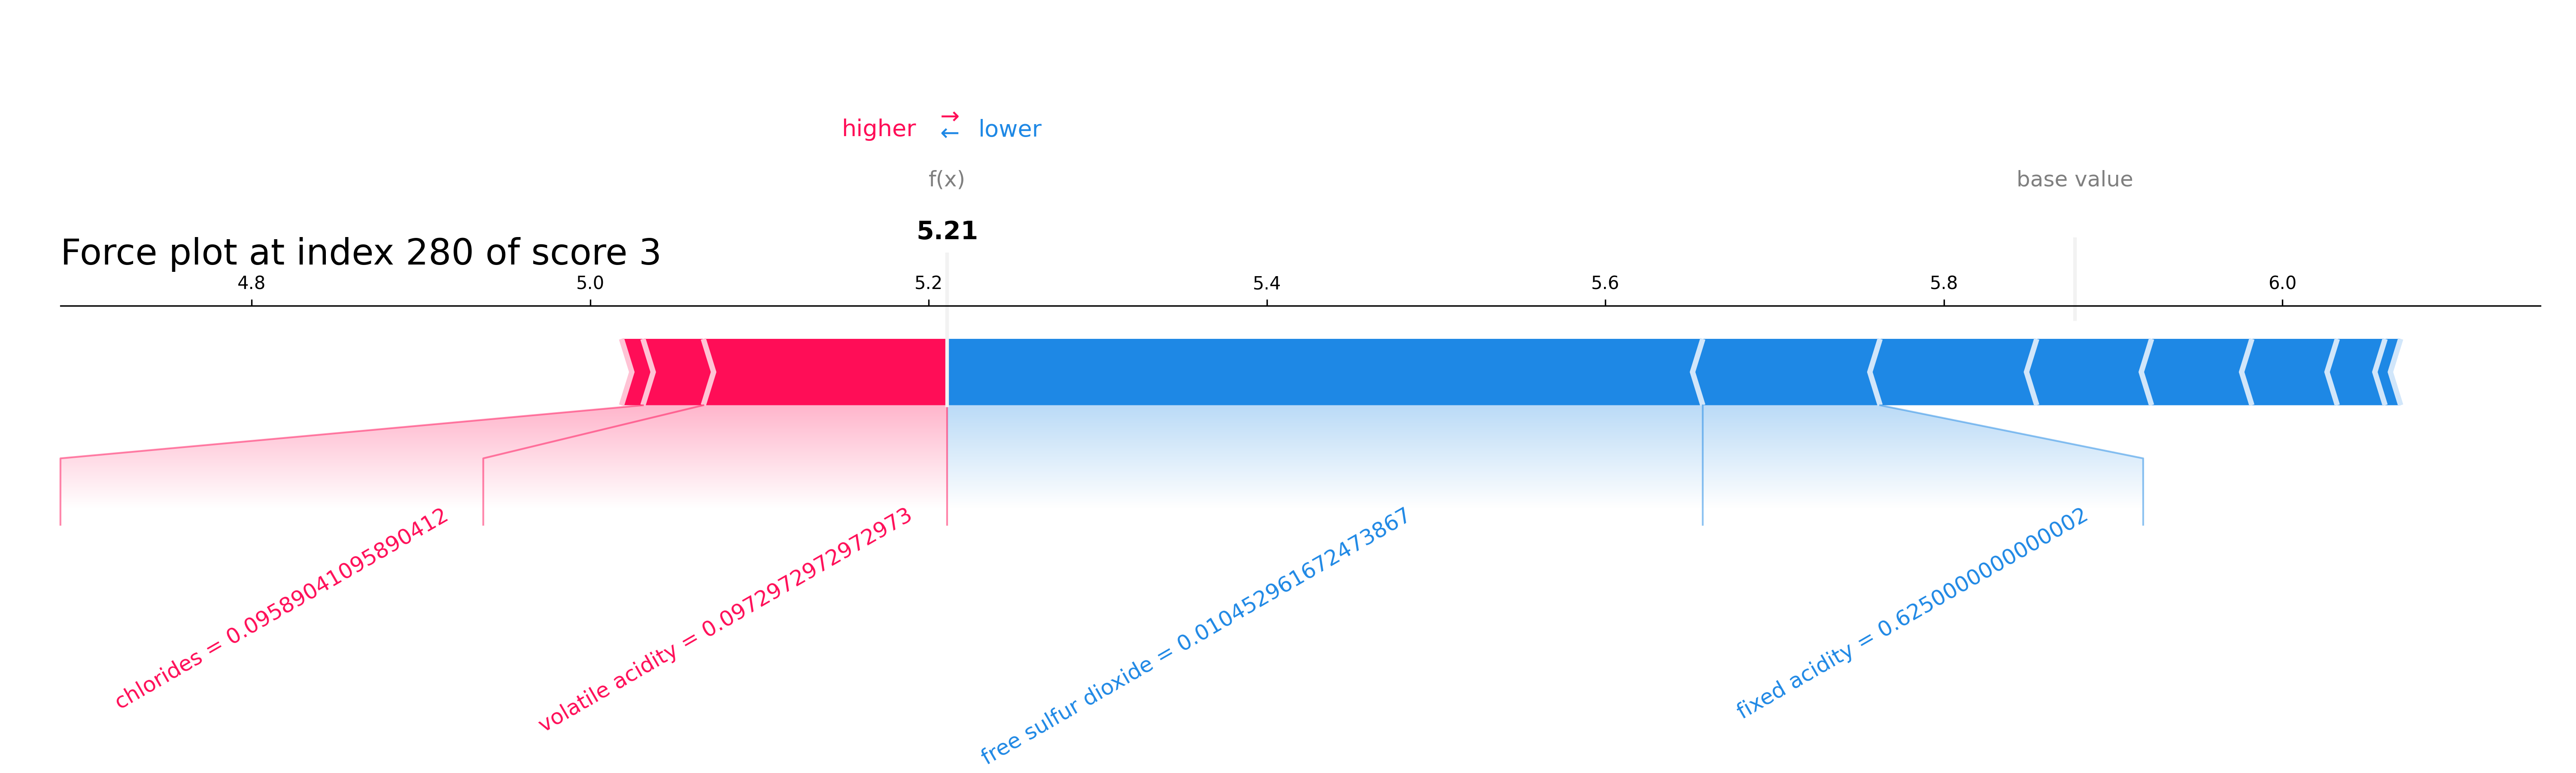 higher → ← lower
f(x)
base value
5.21
Force plot at index 280 of score 3
4.8 5.0 5.2 5.4 5.6 5.8 6.0
chlorides = 0.09589041095890412
volatile acidity = 0.0972972972972973
free sulfur dioxide = 0.010452961672473867
fixed acidity = 0.6250000000000002